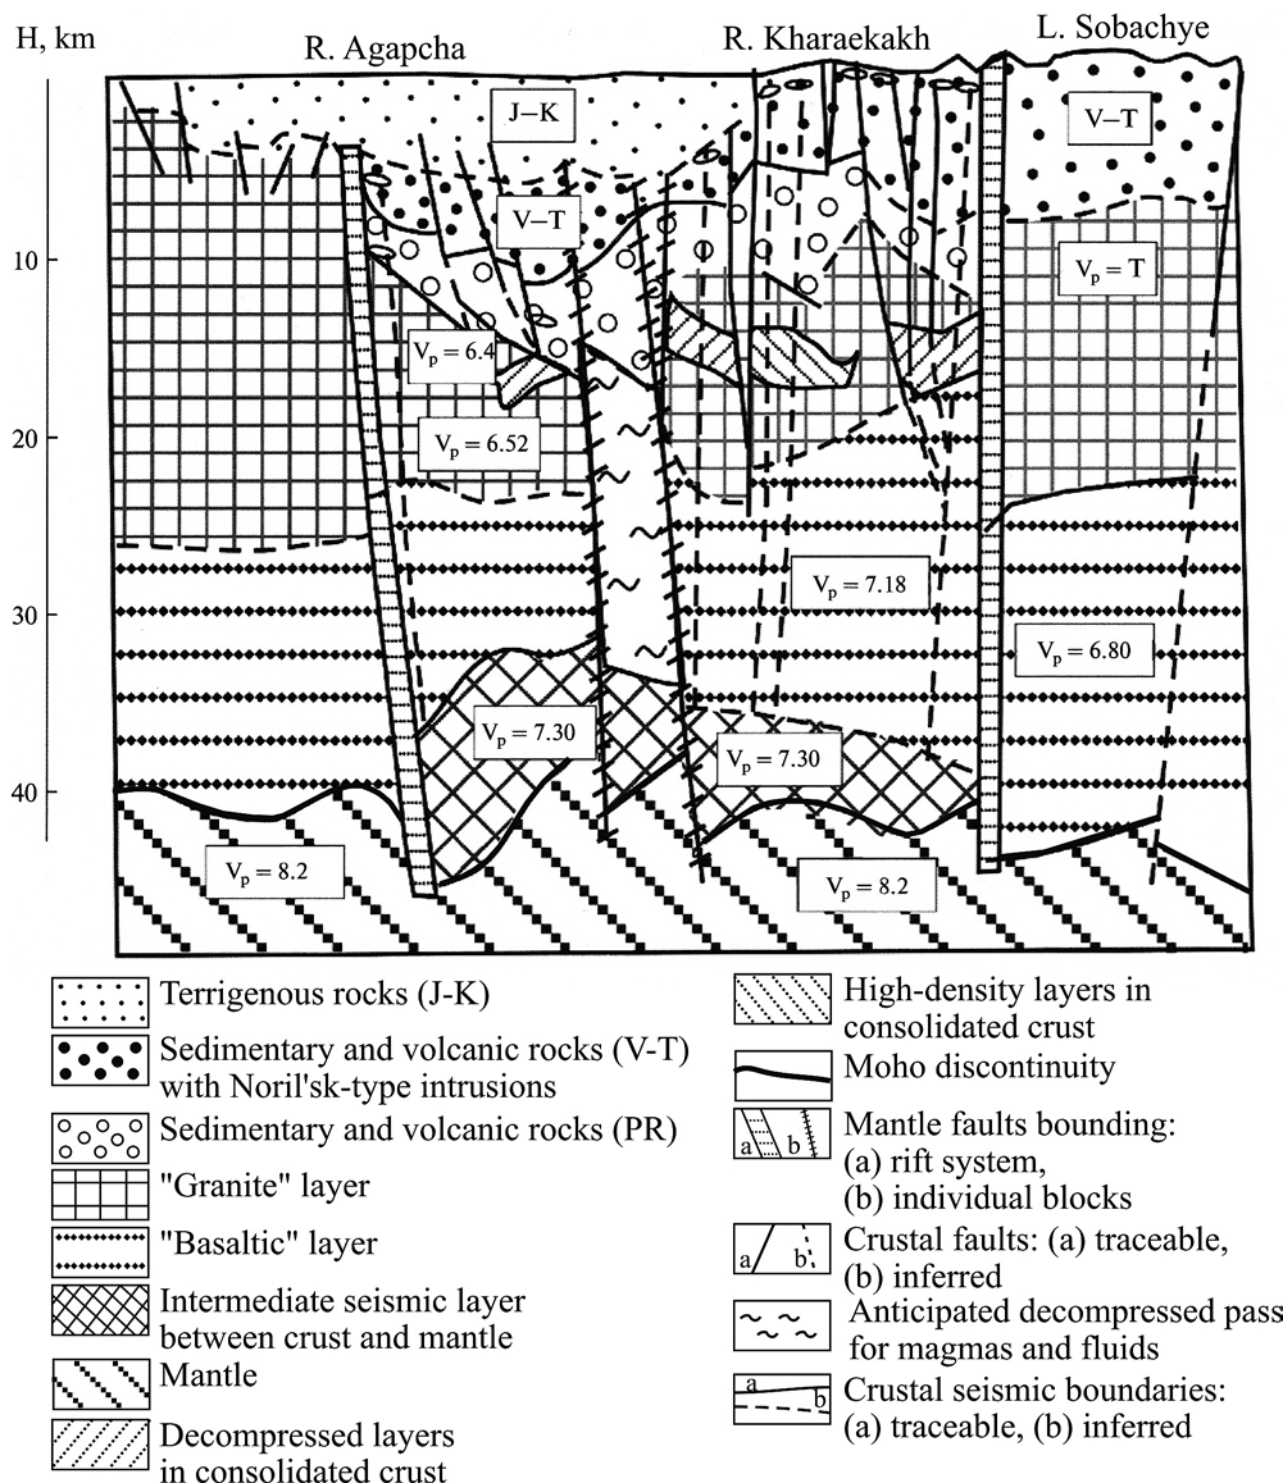 H, km
R. Agapcha
R. Kharaekakh
L. Sobachye
J–K
V–T
V–T
10
Vp = T
Vp = 6.4
20
Vp = 6.52
Vp = 7.18
30
Vp = 6.80
Vp = 7.30
Vp = 7.30
40
Vp = 8.2
Vp = 8.2
Terrigenous rocks (J-K)
Sedimentary and volcanic rocks (V-T)
with Noril'sk-type intrusions
Sedimentary and volcanic rocks (PR)
"Granite" layer
"Basaltic" layer
Intermediate seismic layer
between crust and mantle
Mantle
Decompressed layers
in consolidated crust
High-density layers in
consolidated crust
Moho discontinuity
a b
Mantle faults bounding:
(a) rift system,
(b) individual blocks
a b
Crustal faults: (a) traceable,
(b) inferred
Anticipated decompressed pass
for magmas and fluids
a
b
Crustal seismic boundaries:
(a) traceable, (b) inferred